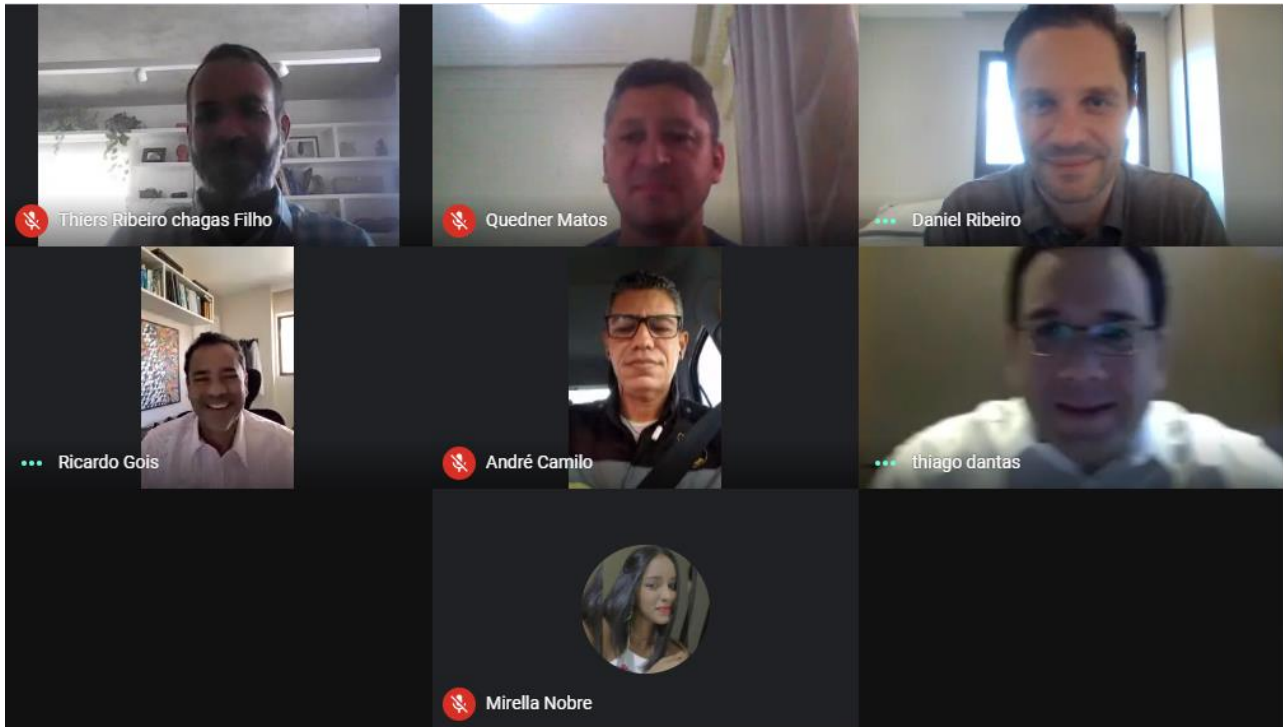 Thiers Ribeiro chagas Filho
Quedner Matos
Daniel Ribeiro
Ricardo Gois
André Camilo
thiago dantas
Mirella Nobre